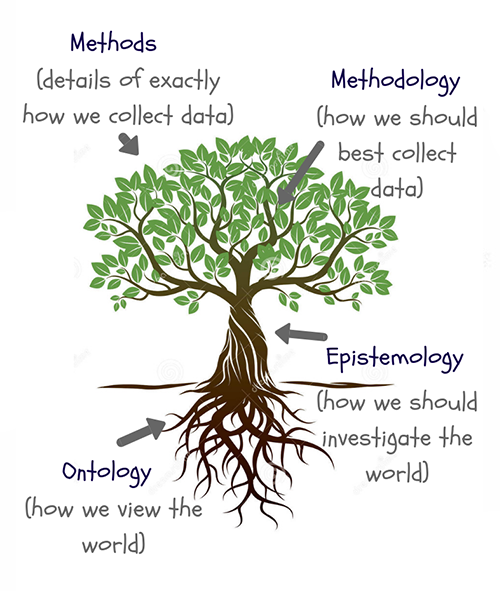 Methods
(details of exactly
how we collect data)
Methodology
(how we should
best collect
data)
Epistemology
(how we should
investigate the
world)
Ontology
(how we view the
world)